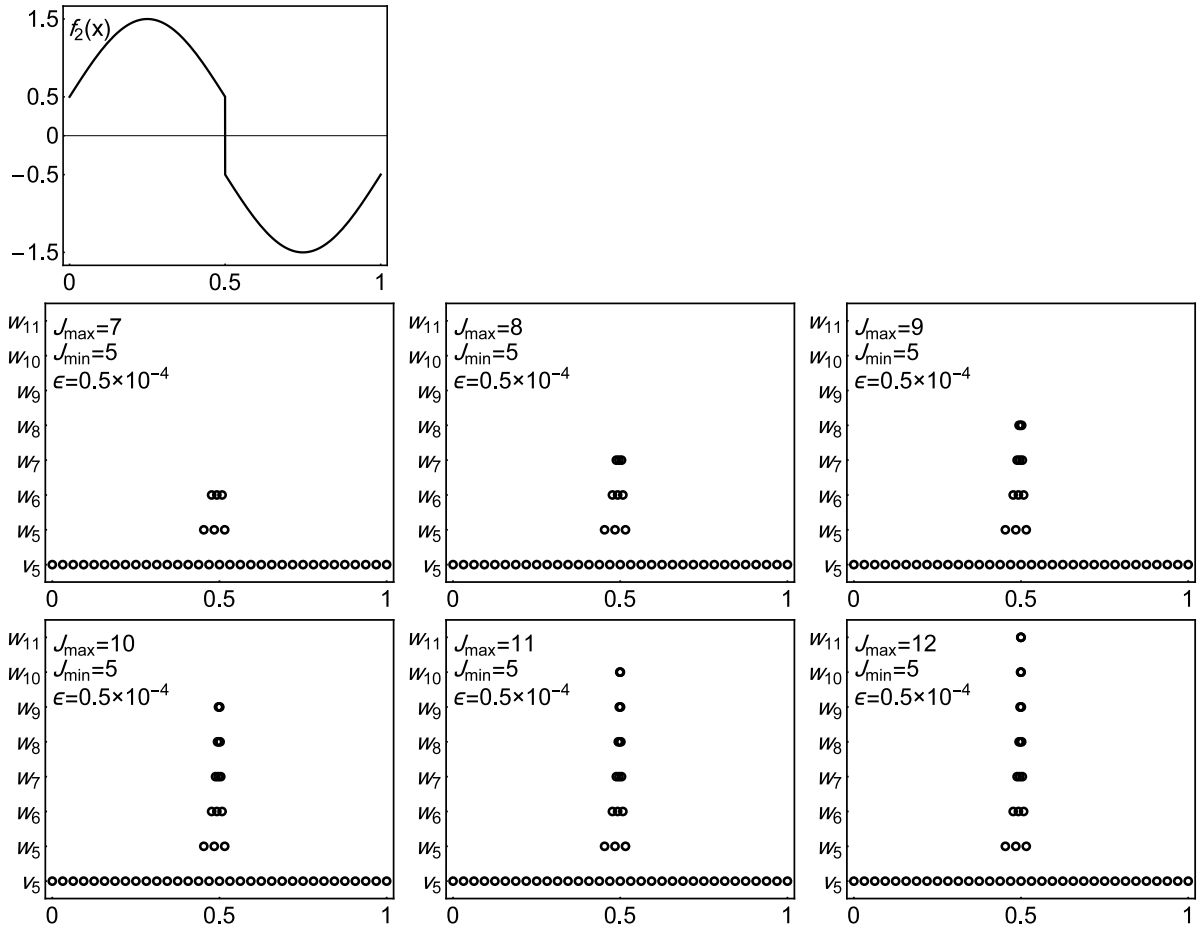 f₂(x)
1.5
0.5
0
−0.5
−1.5
0 0.5 1
w₁₁
w₁₀
w₉
w₈
w₇
w₆
w₅
v₅
Jmax=7
Jmin=5
ϵ=0.5×10⁻⁴
0 0.5 1
w₁₁
w₁₀
w₉
w₈
w₇
w₆
w₅
v₅
Jmax=8
Jmin=5
ϵ=0.5×10⁻⁴
0 0.5 1
w₁₁
w₁₀
w₉
w₈
w₇
w₆
w₅
v₅
Jmax=9
Jmin=5
ϵ=0.5×10⁻⁴
0 0.5 1
w₁₁
w₁₀
w₉
w₈
w₇
w₆
w₅
v₅
Jmax=10
Jmin=5
ϵ=0.5×10⁻⁴
0 0.5 1
w₁₁
w₁₀
w₉
w₈
w₇
w₆
w₅
v₅
Jmax=11
Jmin=5
ϵ=0.5×10⁻⁴
0 0.5 1
w₁₁
w₁₀
w₉
w₈
w₇
w₆
w₅
v₅
Jmax=12
Jmin=5
ϵ=0.5×10⁻⁴
0 0.5 1